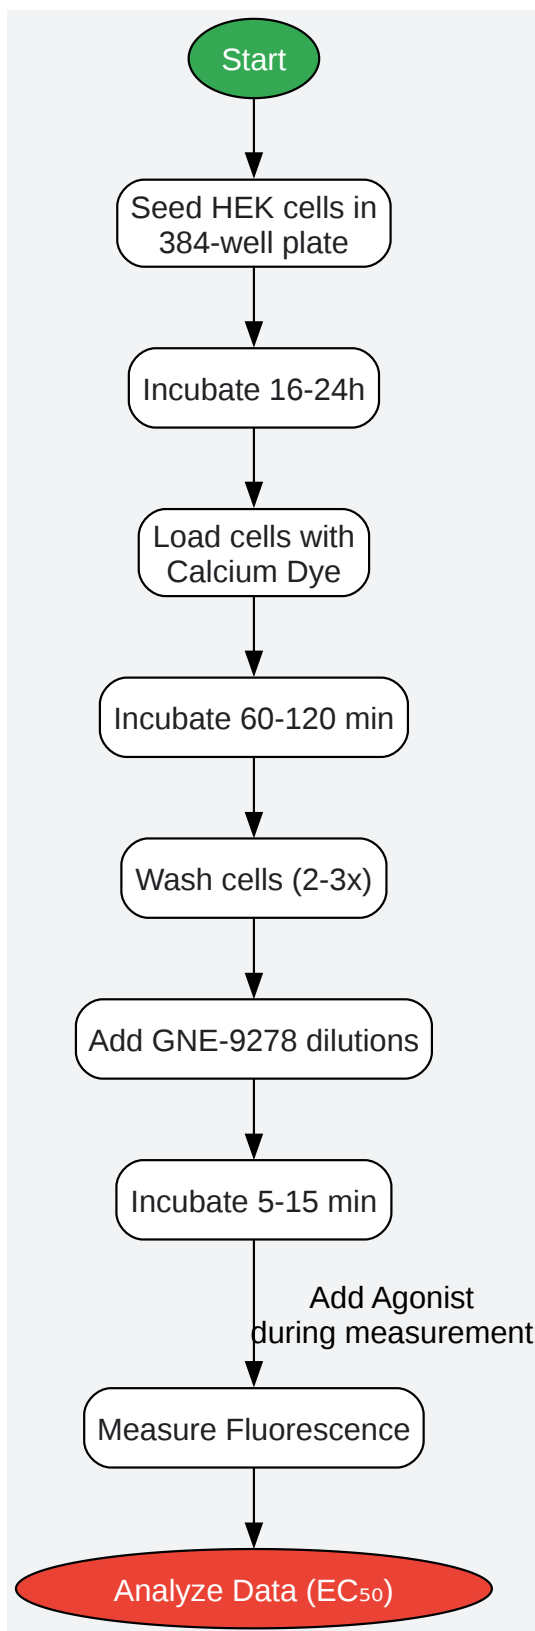 Start
Seed HEK cells in
384-well plate
Incubate 16-24h
Load cells with
Calcium Dye
Incubate 60-120 min
Wash cells (2-3x)
Add GNE-9278 dilutions
Incubate 5-15 min
Add Agonist
during measurement
Measure Fluorescence
Analyze Data (EC₅₀)